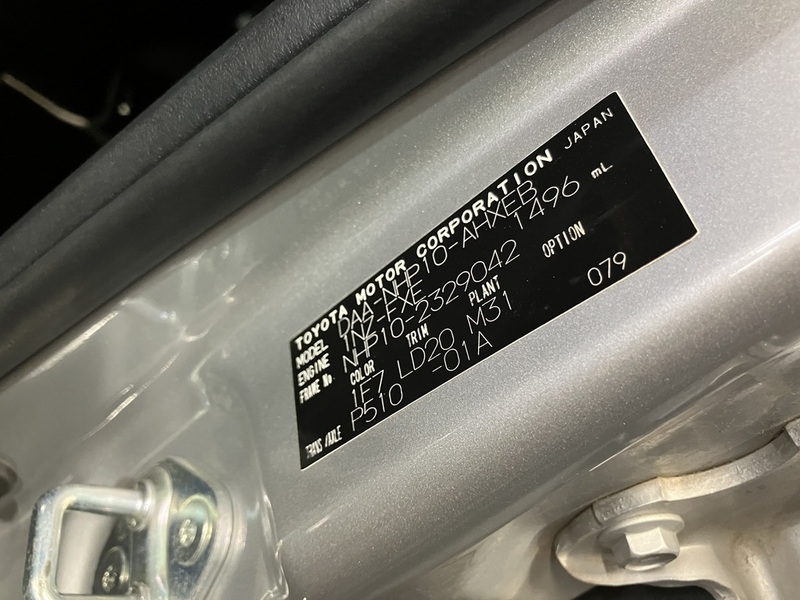 TOYOTA MOTOR CORPORATION JAPAN
MODEL DAA-NHP10-AHXEB
ENGINE 1NZ-FXE 1496 mL
FRAME No. NHP10-2329042
COLOR TRIM PLANT OPTION
1E7 LD20 M31 079
TRANS/AXLE P510 -01A